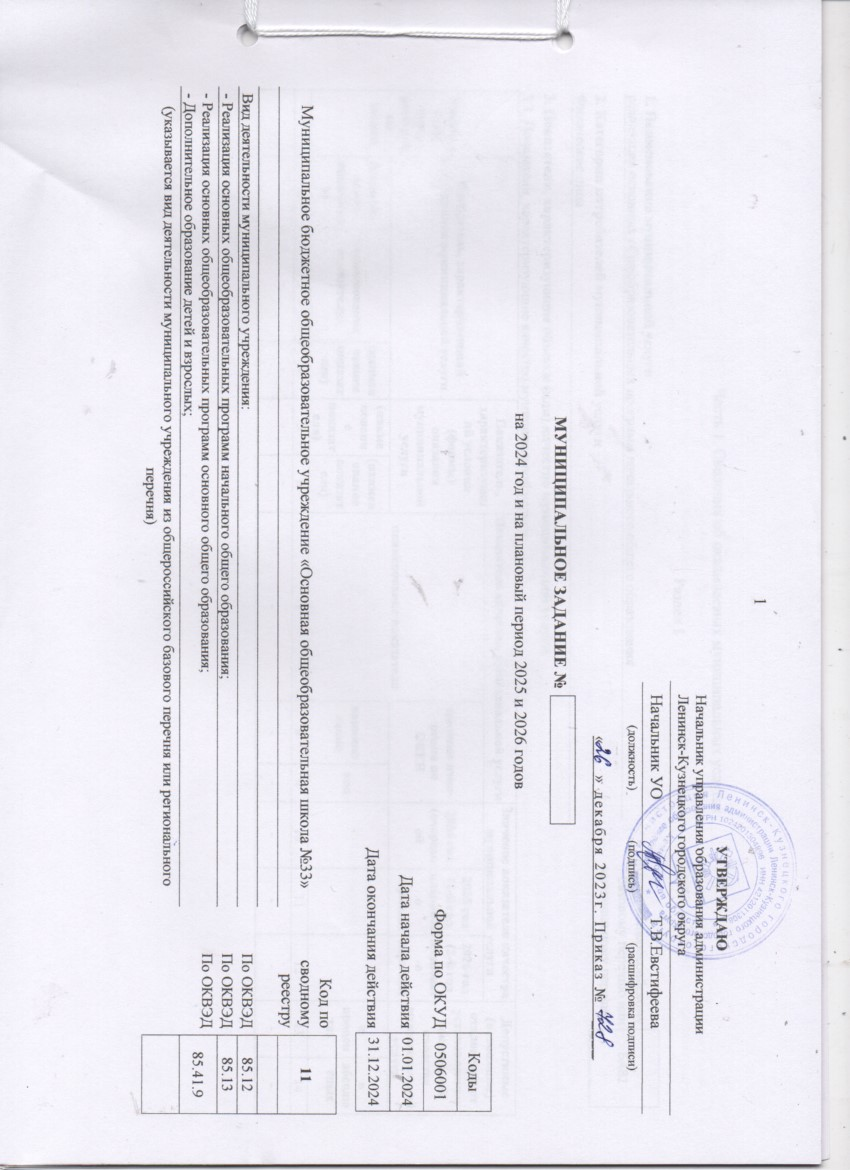 1
УТВЕРЖДАЮ
Начальник управления образования администрации
Ленинск-Кузнецкого городского округа
Начальник УО Т.В Евстифеева
(должность) (подпись) (расшифровка подписи)
«26 » декабря 2023г. Приказ № 428
МУНИЦИПАЛЬНОЕ ЗАДАНИЕ №
на 2024 год и на плановый период 2025 и 2026 годов
Коды
Форма по ОКУД 0506001
Дата начала действия 01.01.2024
Дата окончания действия 31.12.2024
Муниципальное бюджетное общеобразовательное учреждение «Основная общеобразовательная школа №33»
Код по
сводному
реестру
11
Вид деятельности муниципального учреждения: По ОКВЭД 85.12
- Реализация основных общеобразовательных программ начального общего образования; По ОКВЭД 85.13
- Реализация основных общеобразовательных программ основного общего образования; По ОКВЭД 85.41.9
- Дополнительное образование детей и взрослых;
(указывается вид деятельности муниципального учреждения из общероссийского базового перечня или регионального
перечня)